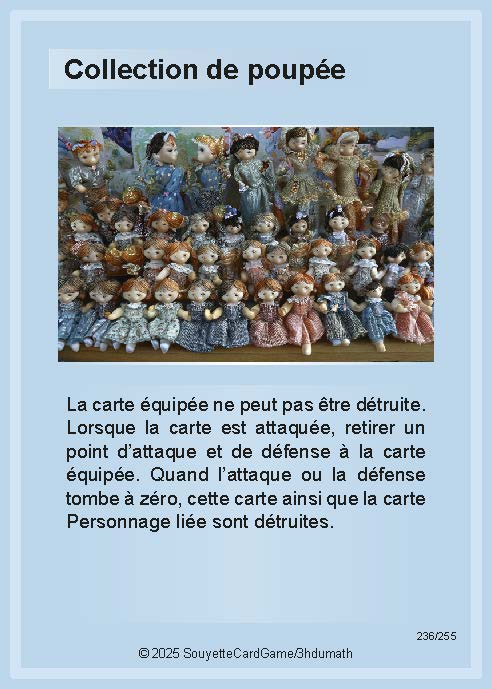 Collection de poupée
La carte équipée ne peut pas être détruite.
Lorsque la carte est attaquée, retirer un
point d’attaque et de défense à la carte
équipée. Quand l’attaque ou la défense
tombe à zéro, cette carte ainsi que la carte
Personnage liée sont détruites.
236/255
© 2025 SouyetteCardGame/3hdumath